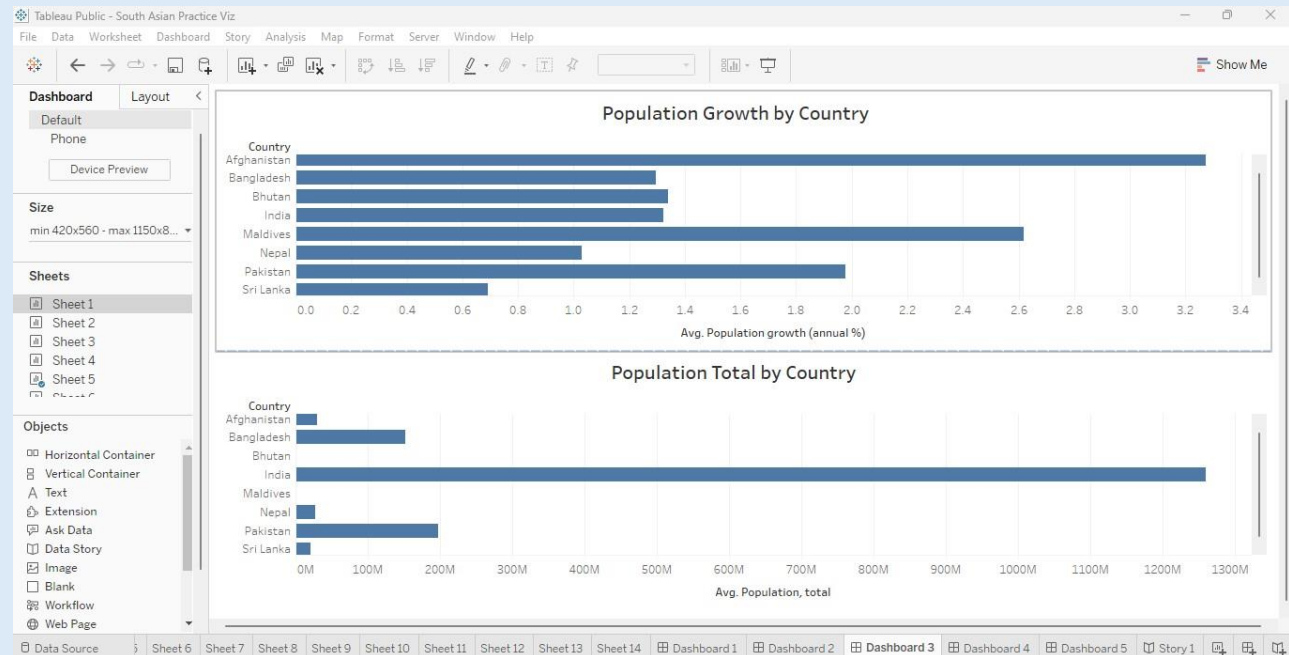 Tableau Public - South Asian Practice Viz
File Data Worksheet Dashboard Story Analysis Map Format Server Window Help
Show Me
Dashboard Layout
Default
Phone
Device Preview
Size
min 420x560 - max 1150x8...
Sheets
Sheet 1
Sheet 2
Sheet 3
Sheet 4
Sheet 5
Objects
Horizontal Container
Vertical Container
A Text
Extension
Ask Data
Data Story
Image
Blank
Workflow
Web Page
Population Growth by Country
Country
Afghanistan
Bangladesh
Bhutan
India
Maldives
Nepal
Pakistan
Sri Lanka
0.0 0.2 0.4 0.6 0.8 1.0 1.2 1.4 1.6 1.8 2.0 2.2 2.4 2.6 2.8 3.0 3.2 3.4
Avg. Population growth (annual %)
Population Total by Country
Country
Afghanistan
Bangladesh
Bhutan
India
Maldives
Nepal
Pakistan
Sri Lanka
0M 100M 200M 300M 400M 500M 600M 700M 800M 900M 1000M 1100M 1200M 1300M
Avg. Population, total
Data Source Sheet 6 Sheet 7 Sheet 8 Sheet 9 Sheet 10 Sheet 11 Sheet 12 Sheet 13 Sheet 14 Dashboard 1 Dashboard 2 Dashboard 3 Dashboard 4 Dashboard 5 Story 1